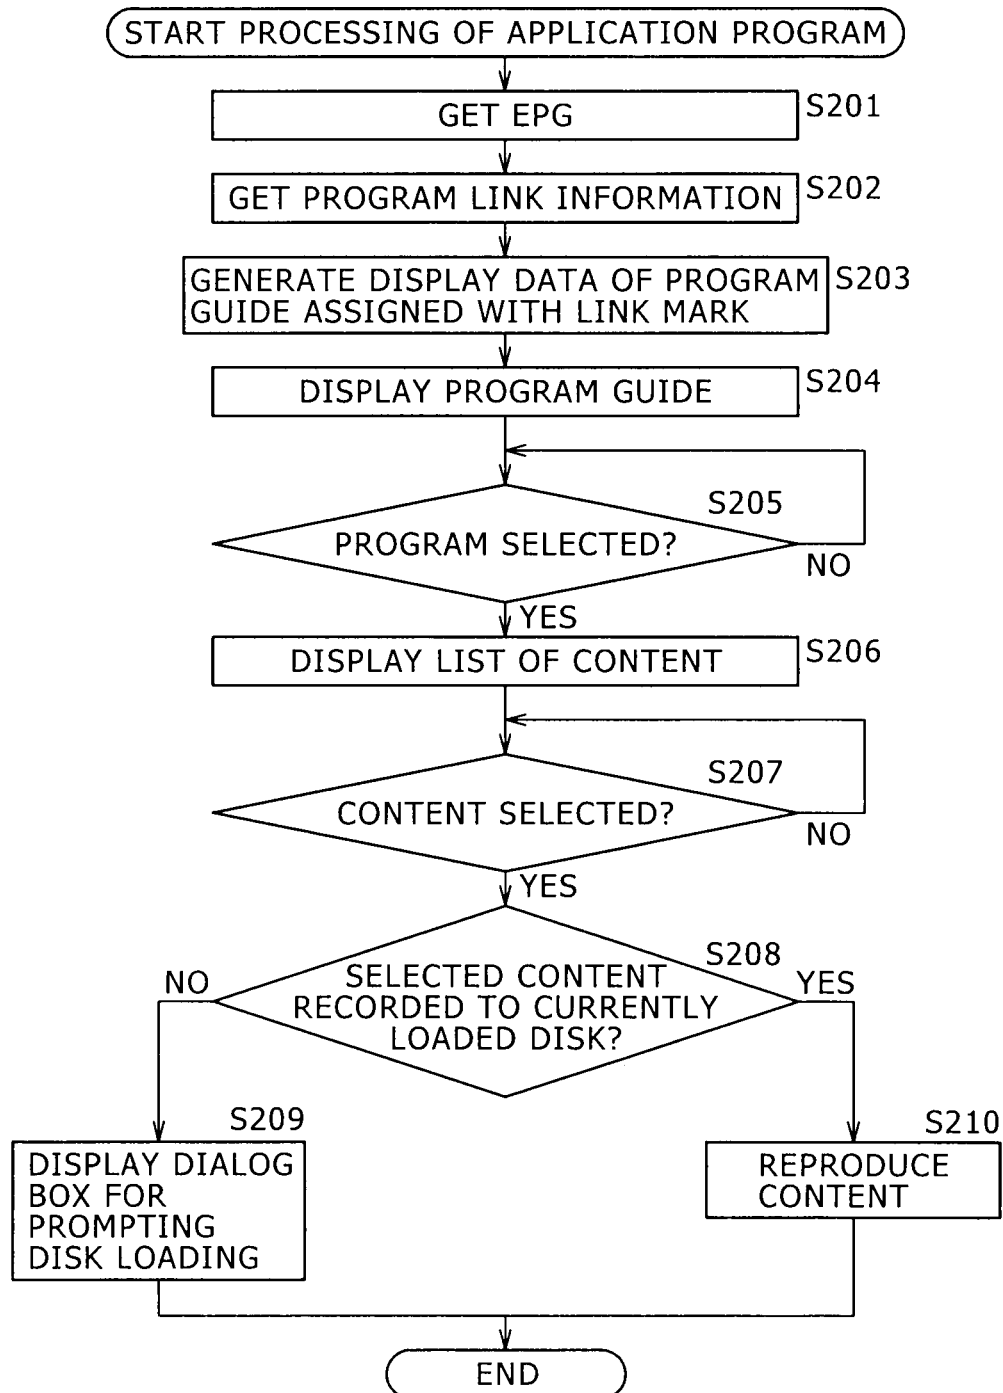 START PROCESSING OF APPLICATION PROGRAM
S201
GET EPG
S202
GET PROGRAM LINK INFORMATION
S203
GENERATE DISPLAY DATA OF PROGRAM
GUIDE ASSIGNED WITH LINK MARK
S204
DISPLAY PROGRAM GUIDE
S205
PROGRAM SELECTED?
NO
YES
S206
DISPLAY LIST OF CONTENT
S207
CONTENT SELECTED?
NO
YES
S208
NO
YES
SELECTED CONTENT
RECORDED TO CURRENTLY
LOADED DISK?
S209
DISPLAY DIALOG
BOX FOR
PROMPTING
DISK LOADING
S210
REPRODUCE
CONTENT
END